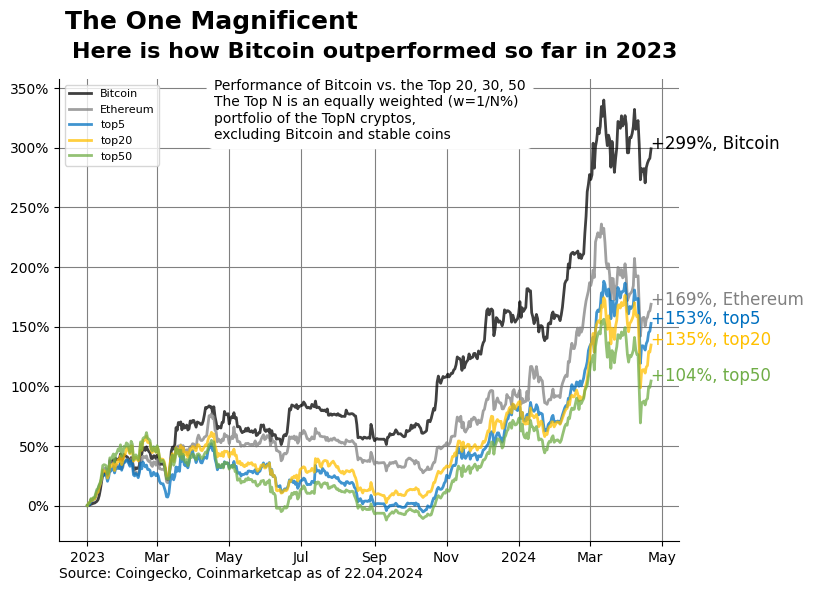 The One Magnificent
Here is how Bitcoin outperformed so far in 2023
Performance of Bitcoin vs. the Top 20, 30, 50
The Top N is an equally weighted (w=1/N%)
portfolio of the TopN cryptos,
excluding Bitcoin and stable coins
Bitcoin
Ethereum
top5
top20
top50
350%
300%
250%
200%
150%
100%
50%
0%
+299%, Bitcoin
+169%, Ethereum
+153%, top5
+135%, top20
+104%, top50
2023 Mar May Jul Sep Nov 2024 Mar May
Source: Coingecko, Coinmarketcap as of 22.04.2024